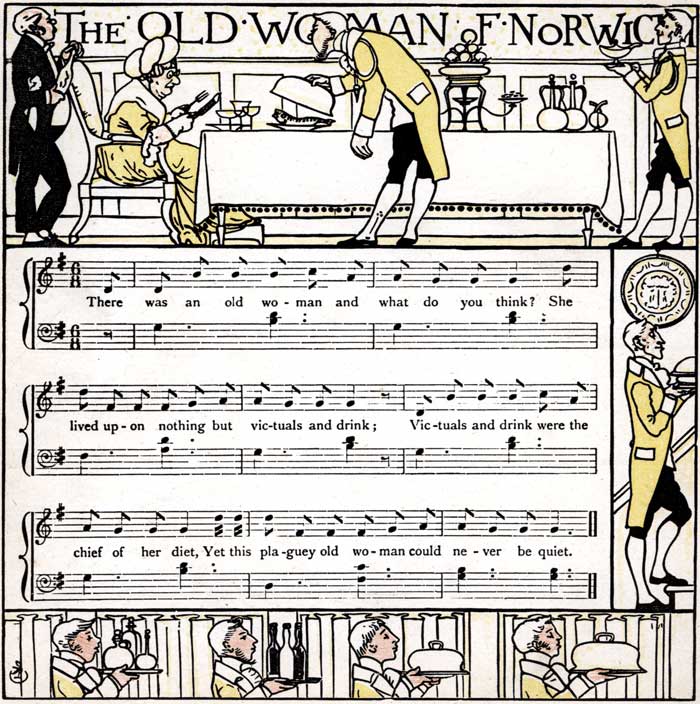 THE · OLD · WOMAN · OF · NORWICH
There was an old wo - man and what do you think? She
lived up - on nothing but vic - tuals and drink; Vic - tuals and drink were the
chief of her diet, Yet this pla - guey old wo - man could ne - ver be quiet.